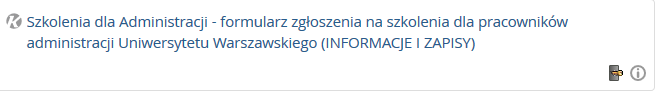 Szkolenia dla Administracji - formularz zgłoszenia na szkolenia dla pracowników
administracji Uniwersytetu Warszawskiego (INFORMACJE I ZAPISY)